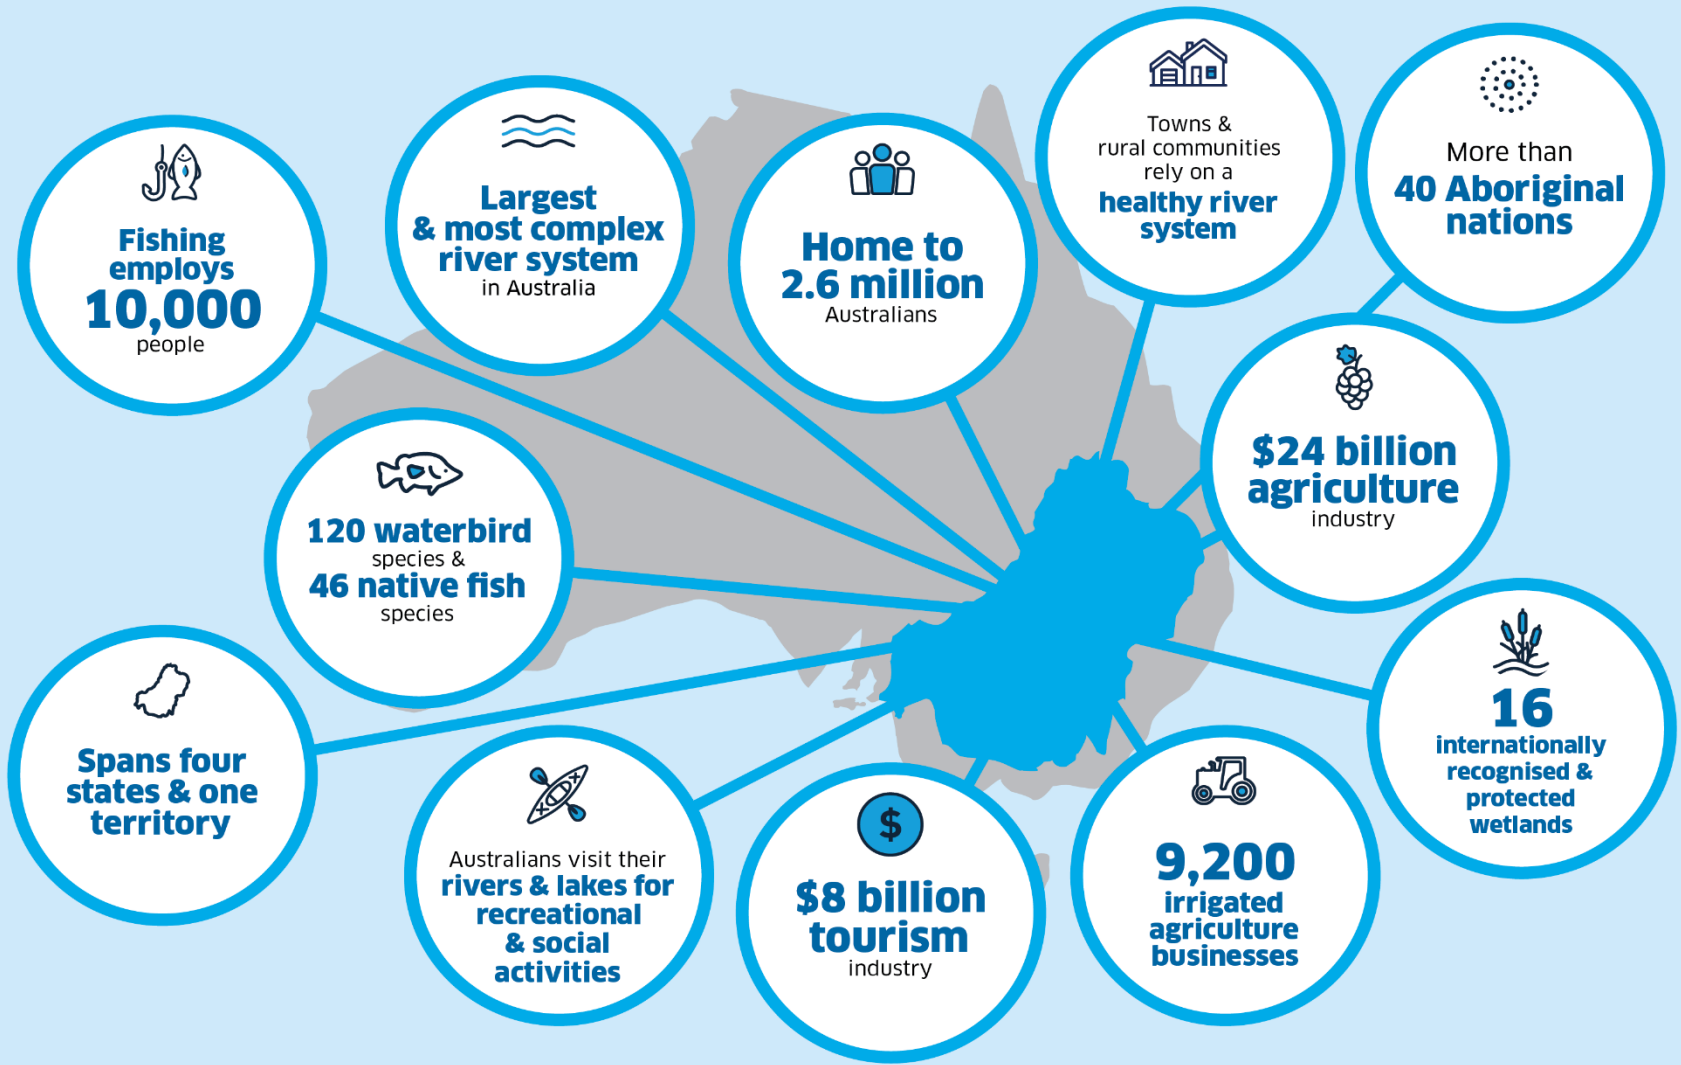 Fishing
employs
10,000
people
Largest
& most complex
river system
in Australia
Home to
2.6 million
Australians
Towns &
rural communities
rely on a
healthy river
system
More than
40 Aboriginal
nations
$24 billion
agriculture
industry
120 waterbird
species &
46 native fish
species
16
internationally
recognised &
protected
wetlands
Spans four
states & one
territory
Australians visit their
rivers & lakes for
recreational
& social
activities
$
$8 billion
tourism
industry
9,200
irrigated
agriculture
businesses